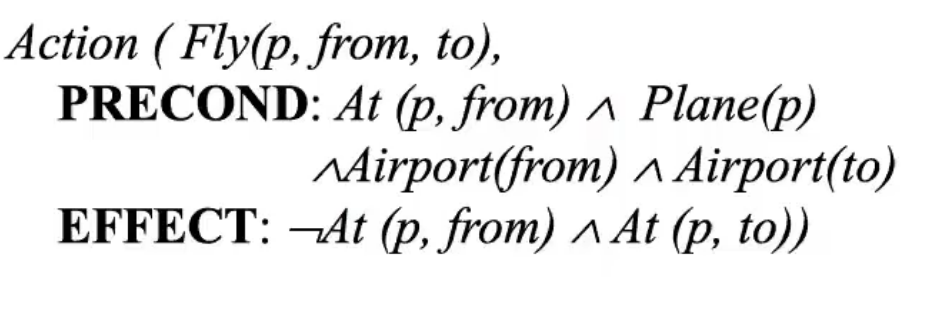 Action ( Fly(p, from, to),
PRECOND: At (p, from) ∧ Plane(p)
∧Airport(from) ∧ Airport(to)
EFFECT: ¬At (p, from) ∧ At (p, to))